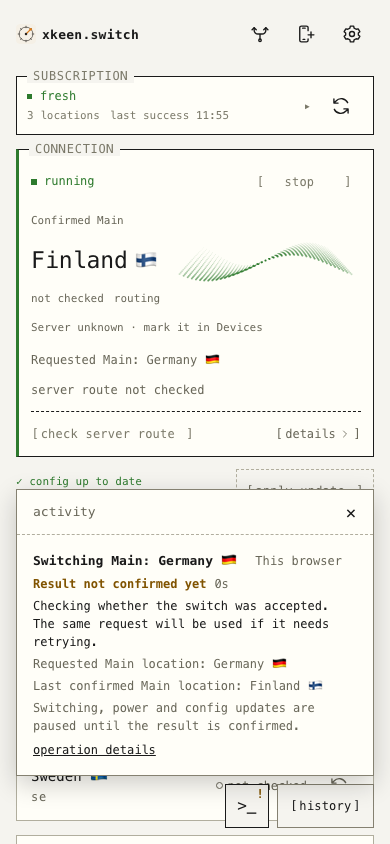 xkeen.switch
SUBSCRIPTION
fresh
3 locations last success 11:55
CONNECTION
running
[ stop ]
Confirmed Main
Finland 🇫🇮
not checked routing
Server unknown · mark it in Devices
Requested Main: Germany 🇩🇪
server route not checked
[check server route ] [details > ]
✓ config up to date
activity ✕
Switching Main: Germany 🇩🇪 This browser
Result not confirmed yet 0s
Checking whether the switch was accepted.
The same request will be used if it needs
retrying.
Requested Main location: Germany 🇩🇪
Last confirmed Main location: Finland 🇫🇮
Switching, power and config updates are
paused until the result is confirmed.
operation details
Sweden 🇸🇪
se
>_ !
[history]